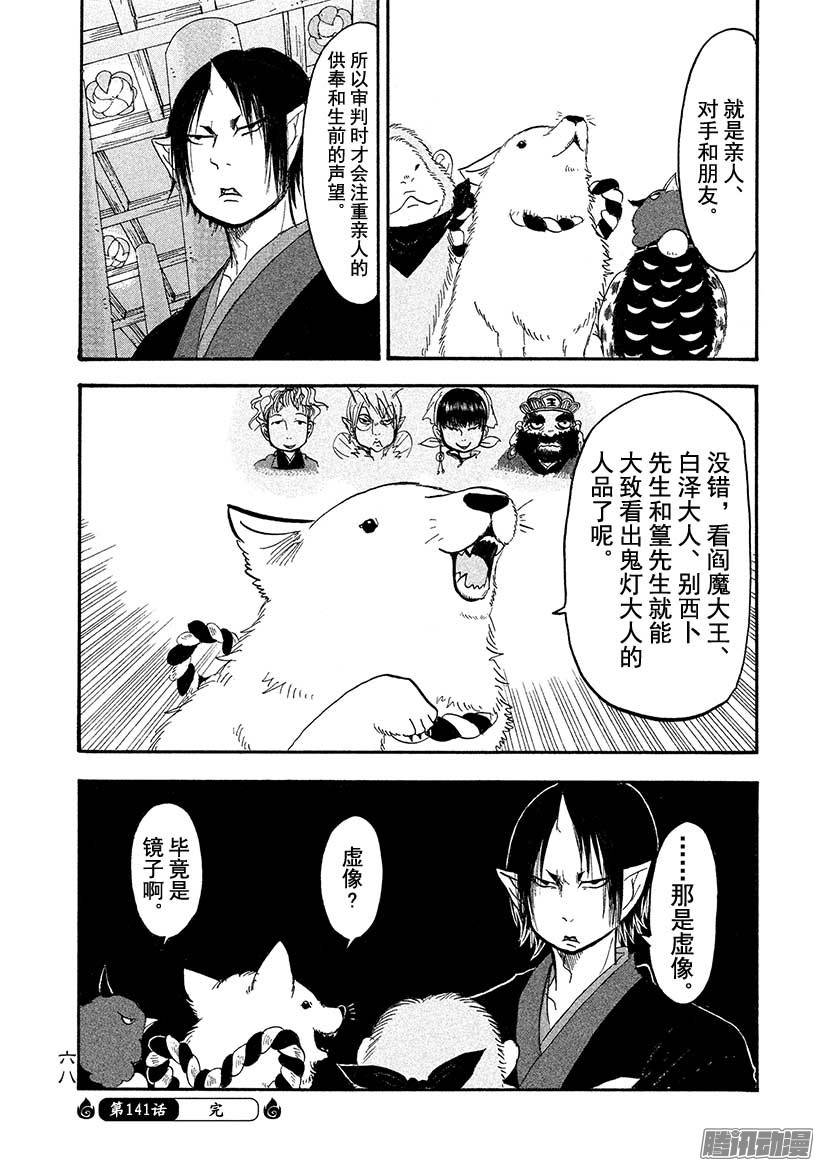 就是亲人、
对手和朋友。
所以审判时才会注重亲人的
供奉和生前的声望。
没错，看阎魔大王、
白泽大人、别西卜
先生和篁先生就能
大致看出鬼灯大人的
人品了呢。
王
……那是虚像。
虚像？
毕竟是
镜子啊。
六八
第141话 完
腾讯动漫